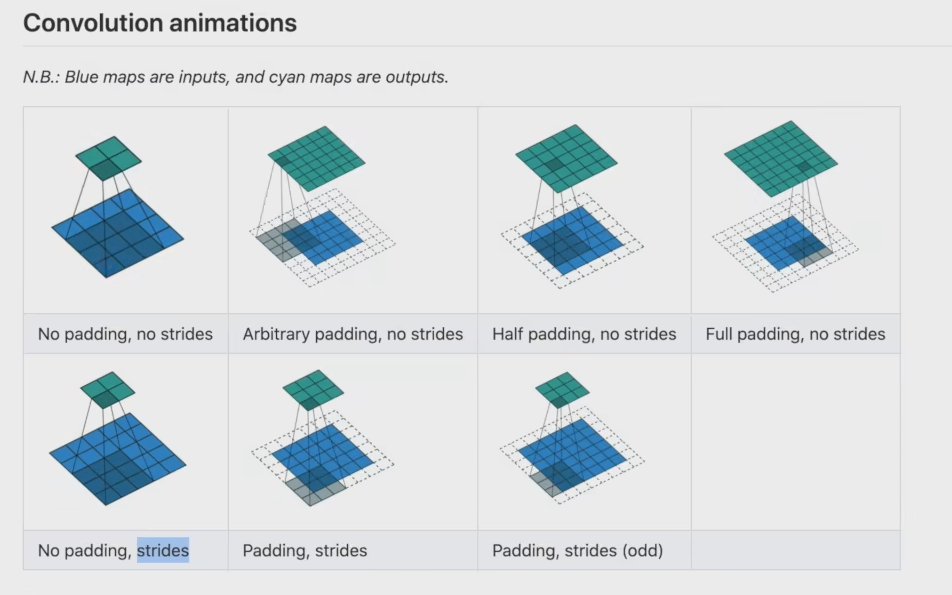 Convolution animations
N.B.: Blue maps are inputs, and cyan maps are outputs.
No padding, no strides
Arbitrary padding, no strides
Half padding, no strides
Full padding, no strides
No padding, strides
Padding, strides
Padding, strides (odd)